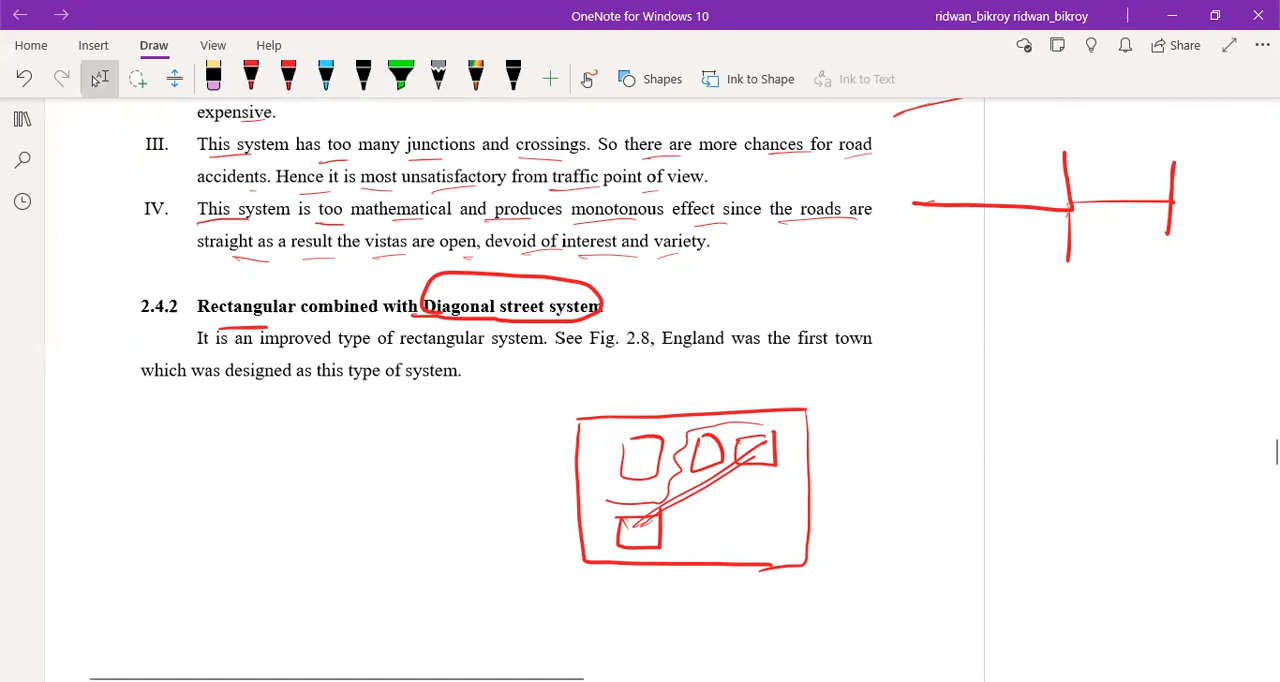 OneNote for Windows 10
ridwan_bikroy ridwan_bikroy
Home Insert Draw View Help
Share
Shapes Ink to Shape Ink to Text
expensive.
III. This system has too many junctions and crossings. So there are more chances for road
accidents. Hence it is most unsatisfactory from traffic point of view.
IV. This system is too mathematical and produces monotonous effect since the roads are
straight as a result the vistas are open, devoid of interest and variety.
2.4.2 Rectangular combined with Diagonal street system
It is an improved type of rectangular system. See Fig. 2.8, England was the first town
which was designed as this type of system.